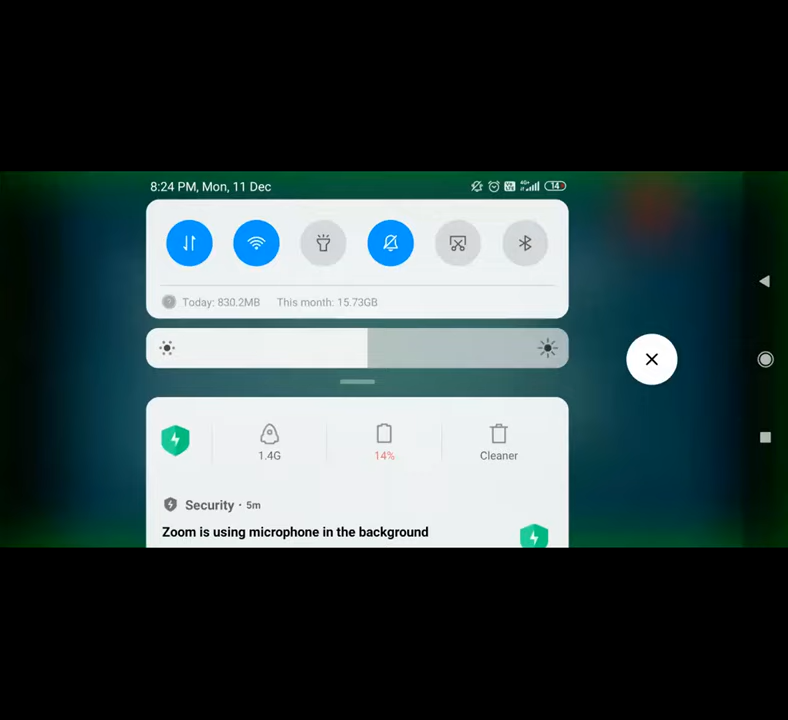 8:24 PM, Mon, 11 Dec
4G+
14
Today: 830.2MB This month: 15.73GB
1.4G
14%
Cleaner
Security · 5m
Zoom is using microphone in the background